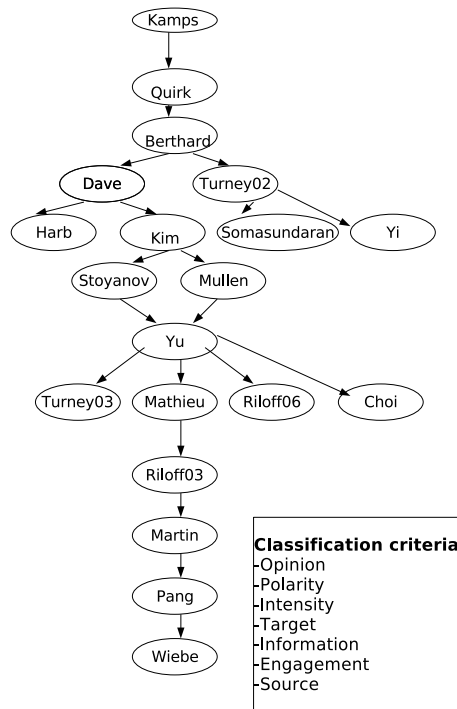 Kamps
Quirk
Berthard
Dave
Turney02
Harb
Kim
Somasundaran
Yi
Stoyanov
Mullen
Yu
Turney03
Mathieu
Riloff06
Choi
Riloff03
Martin
Pang
Wiebe
Classification criteria
-Opinion
-Polarity
-Intensity
-Target
-Information
-Engagement
-Source